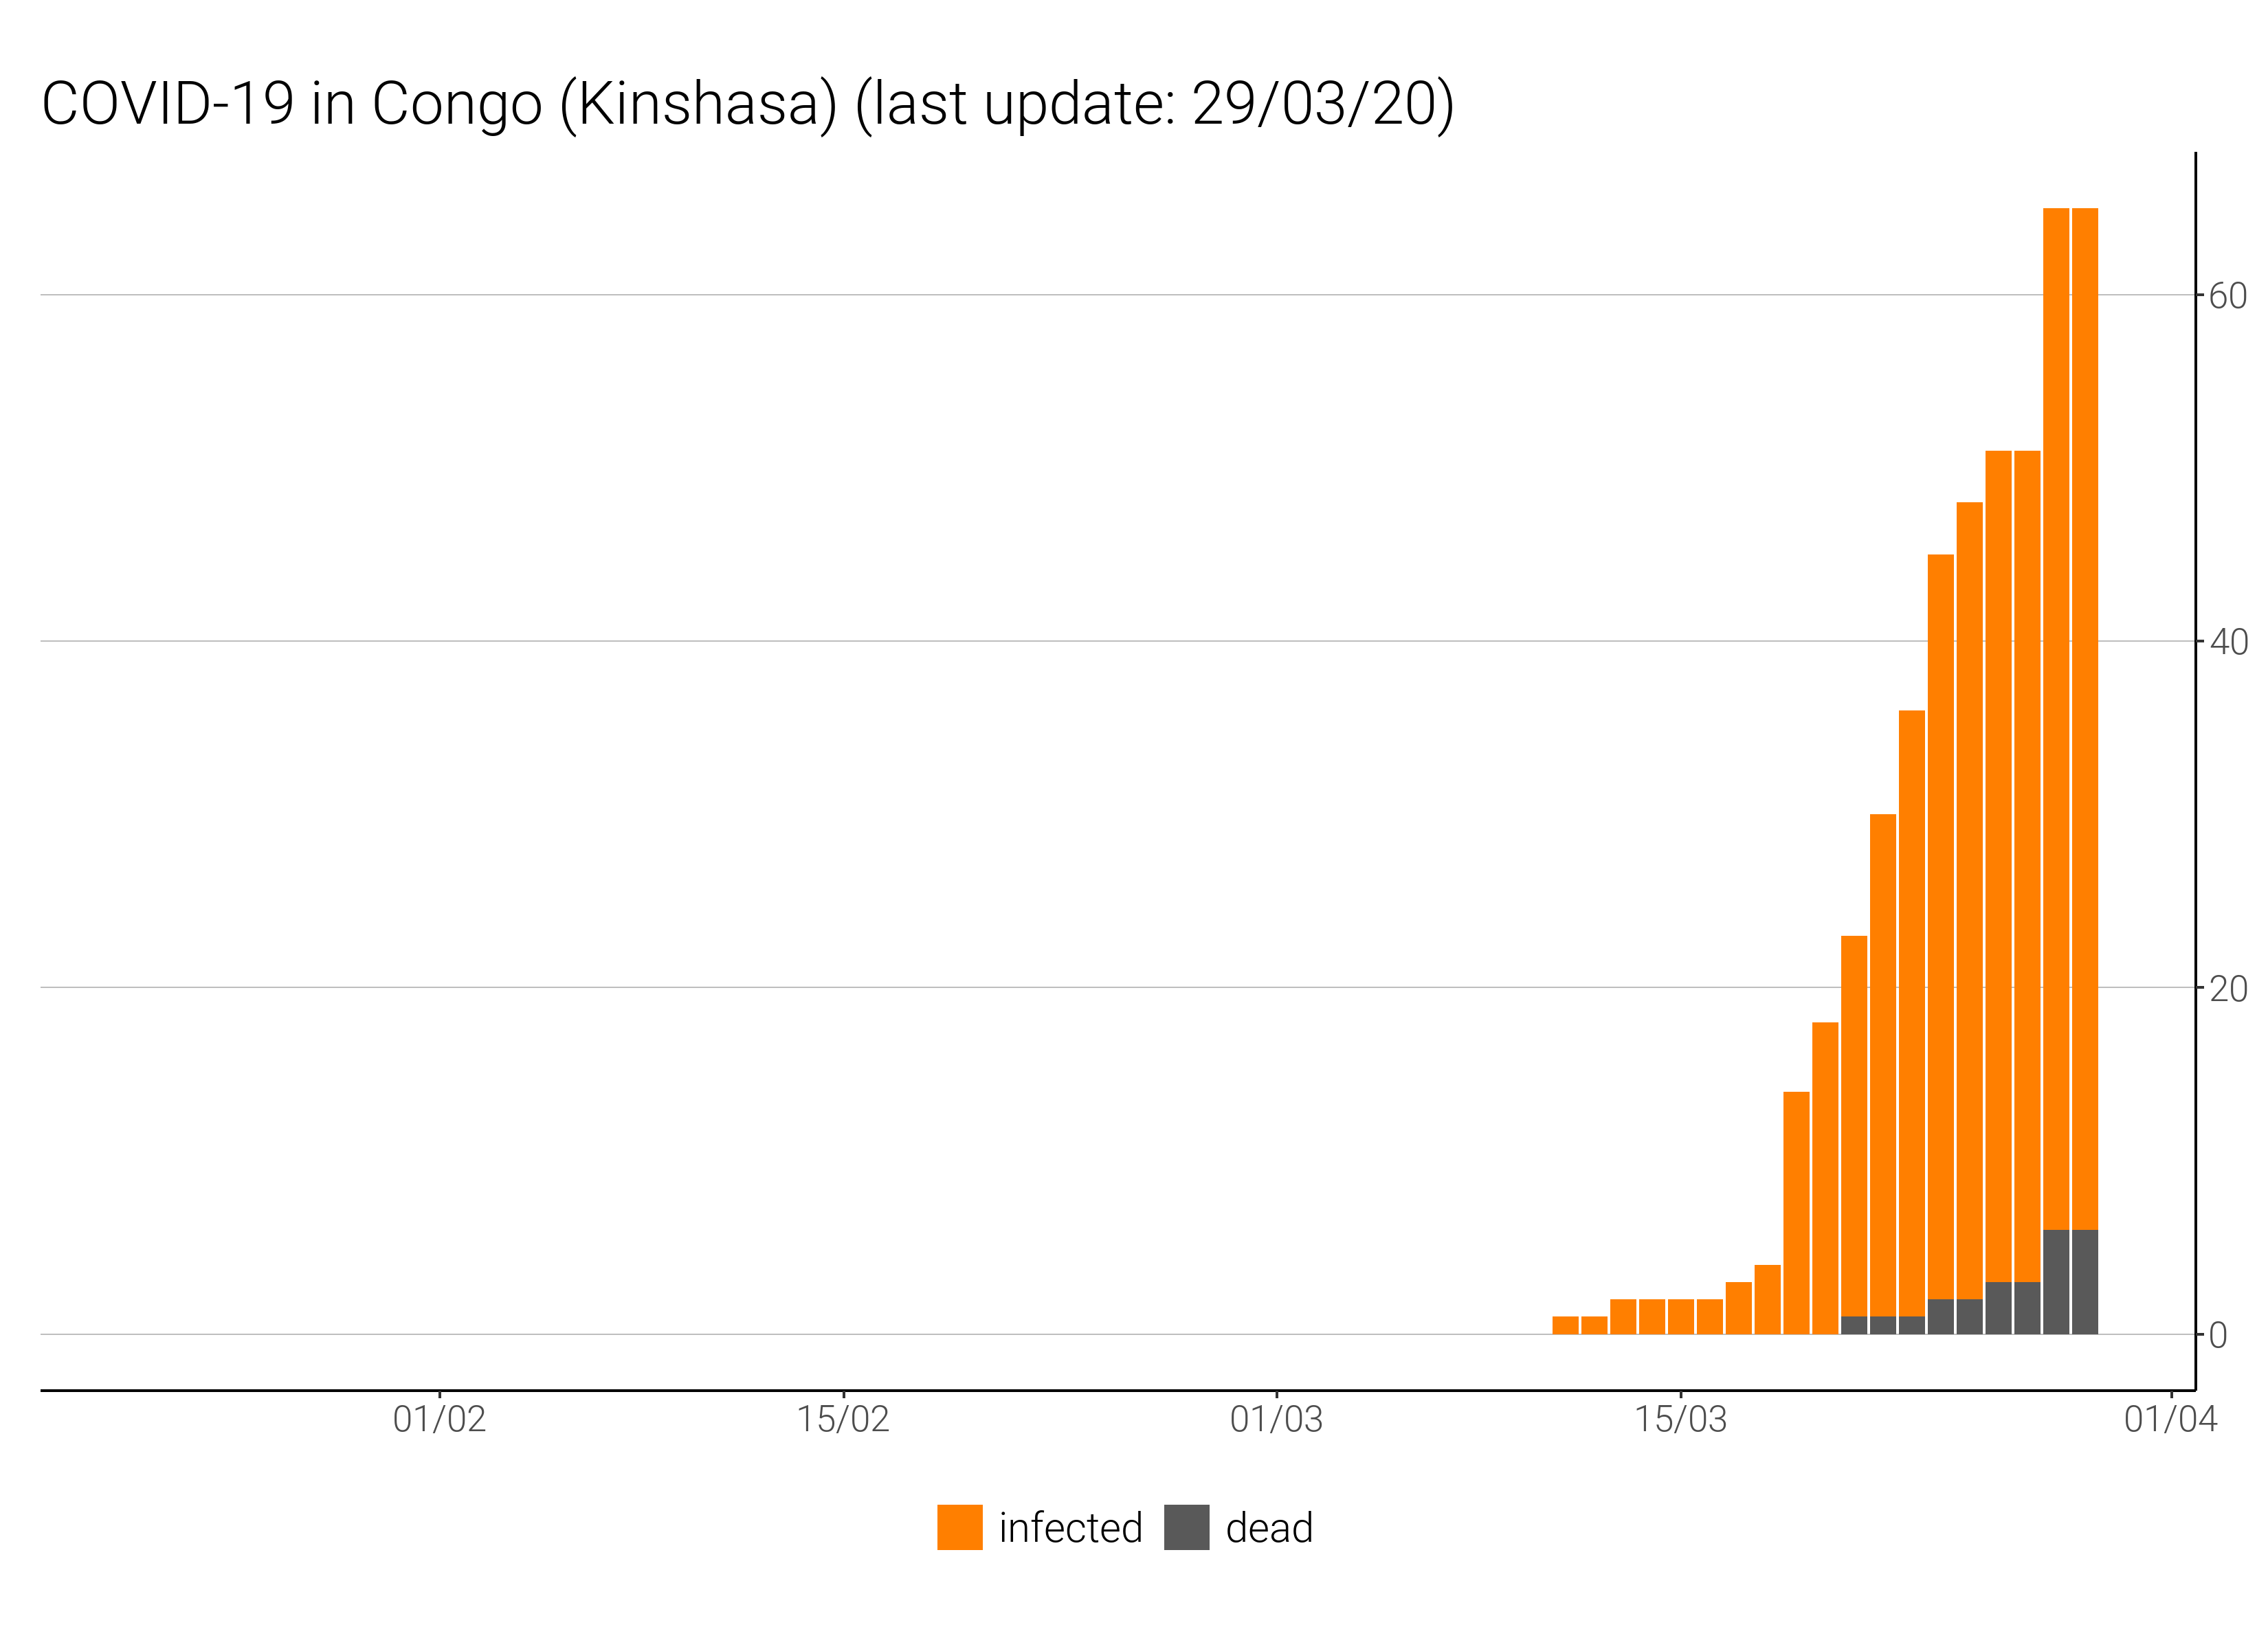 COVID-19 in Congo (Kinshasa) (last update: 29/03/20)
60
40
20
0
01/02 15/02 01/03 15/03 01/04
infected dead